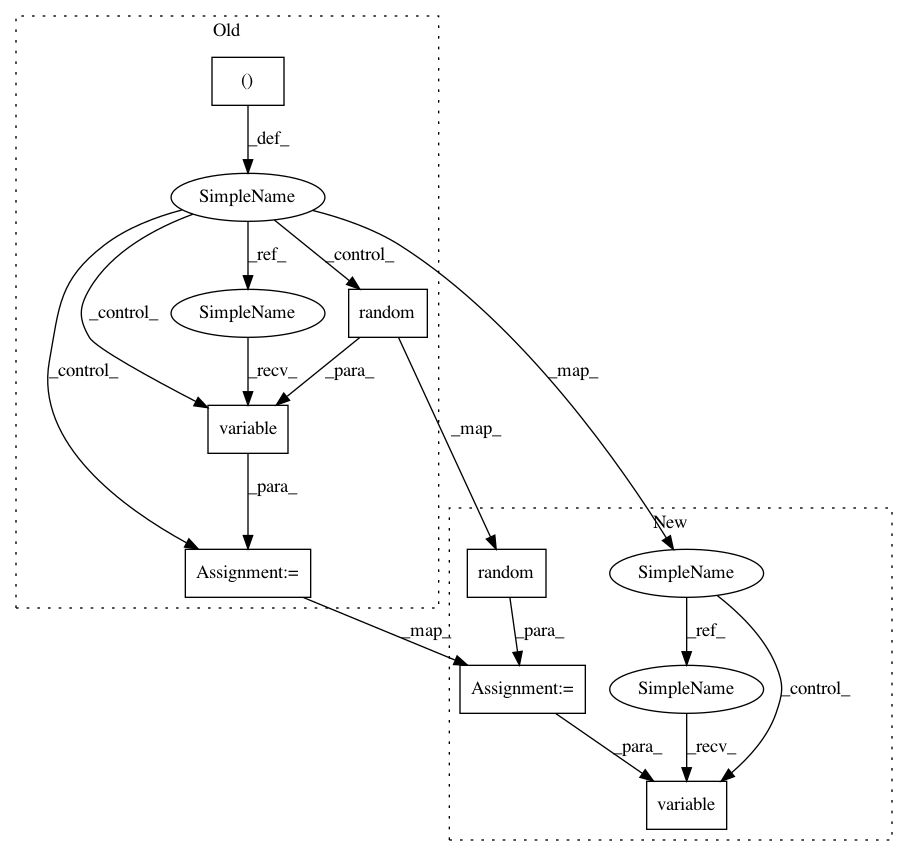 Old
()
_def_
SimpleName
_control_
_control_
_ref_
_control_
SimpleName
random
_map_
_recv_
_para_
variable
_map_
_para_
Assignment:=
_map_
New
random
SimpleName
_para_
_ref_
Assignment:=
SimpleName
_control_
_para_
_recv_
variable